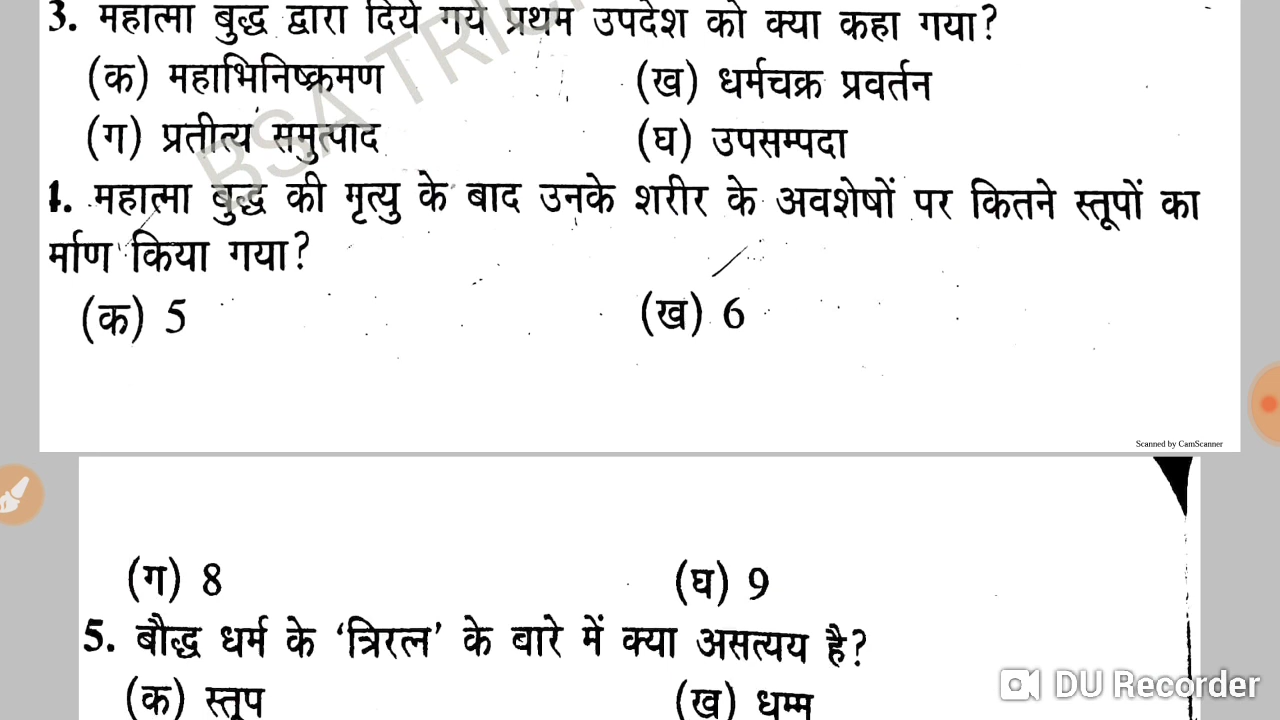 3. महात्मा बुद्ध द्वारा दिये गये प्रथम उपदेश को क्या कहा गया?
(क) महाभिनिष्क्रमण (ख) धर्मचक्र प्रवर्तन
(ग) प्रतीत्य समुत्पाद (घ) उपसम्पदा
4. महात्मा बुद्ध की मृत्यु के बाद उनके शरीर के अवशेषों पर कितने स्तूपों का
र्माण किया गया?
(क) 5 (ख) 6
Scanned by CamScanner
(ग) 8 (घ) 9
5. बौद्ध धर्म के 'त्रिरत्न' के बारे में क्या असत्यय है?
(क) स्तूप (ख) धम्म
DU Recorder